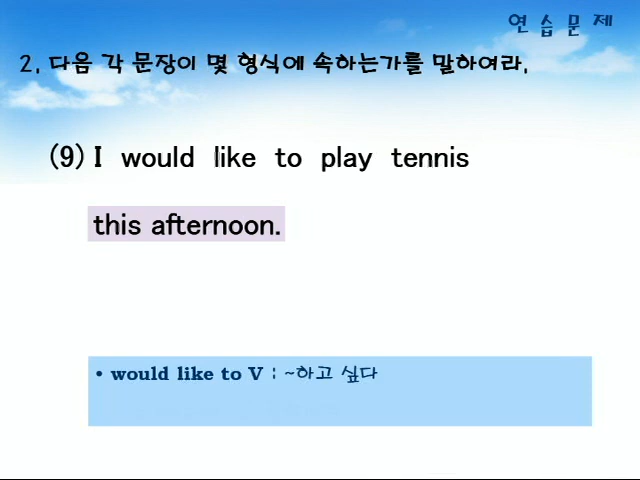 연 습 문 제
2. 다음 각 문장이 몇 형식에 속하는가를 말하여라.
(9) I would like to play tennis
this afternoon.
• would like to V : ~하고 싶다